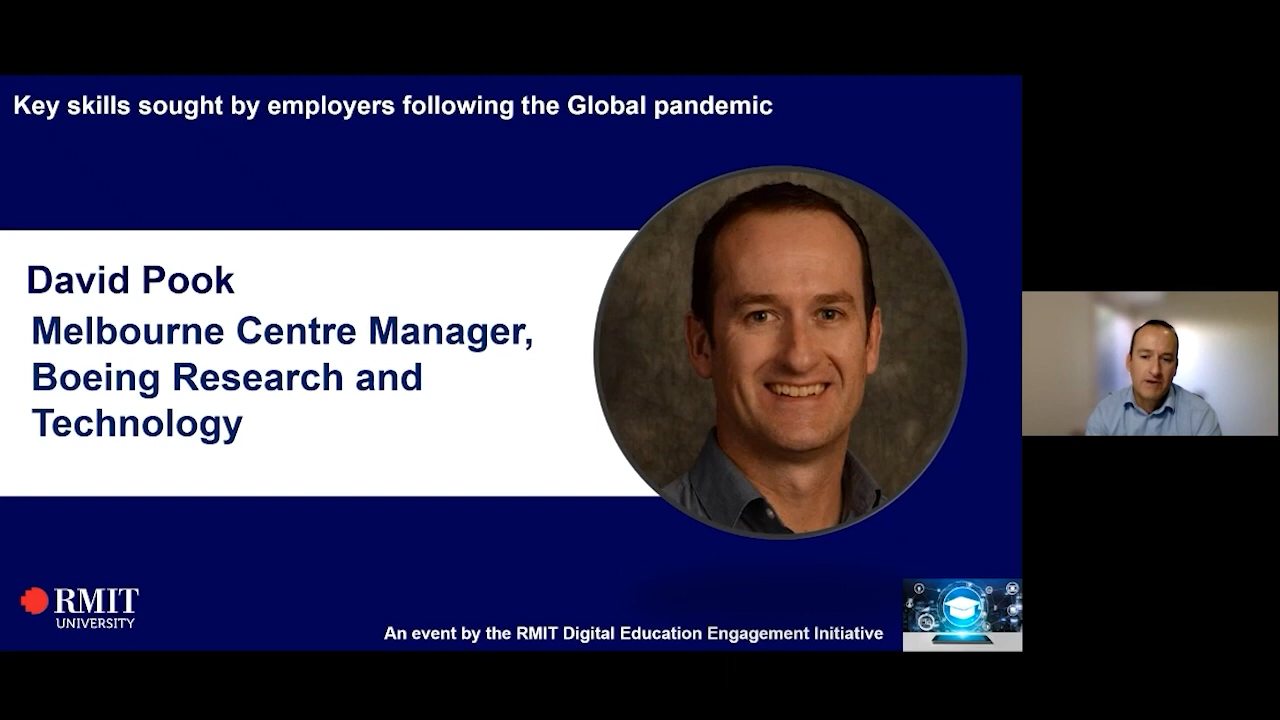 Key skills sought by employers following the Global pandemic
David Pook
Melbourne Centre Manager,
Boeing Research and
Technology
RMIT
UNIVERSITY
An event by the RMIT Digital Education Engagement Initiative